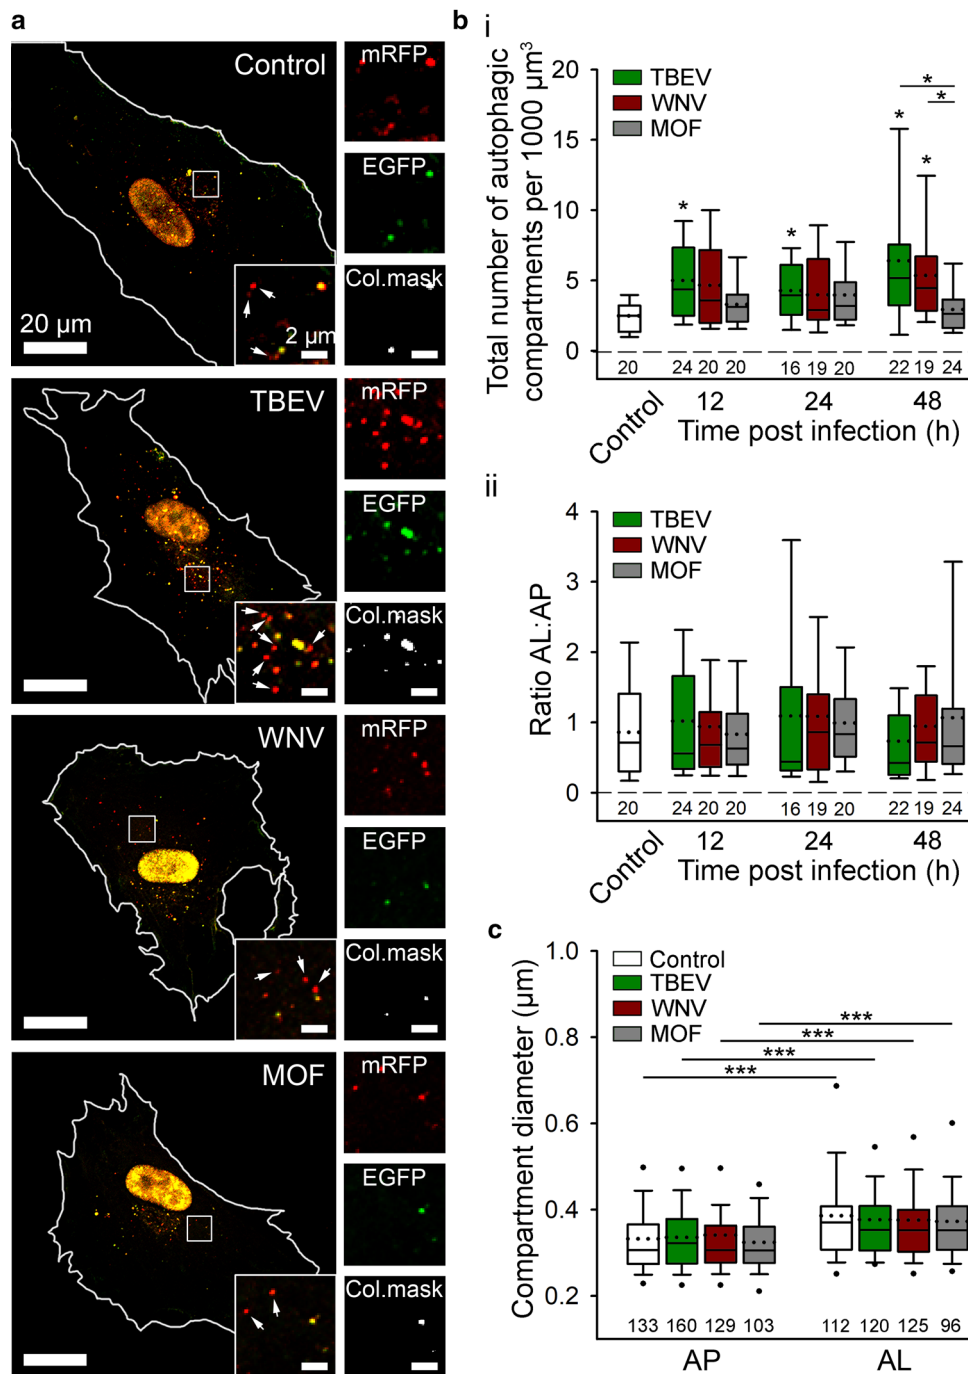 a
Control
mRFP
EGFP
Col.mask
20 µm
2 µm
TBEV
mRFP
EGFP
Col.mask
WNV
mRFP
EGFP
Col.mask
MOF
mRFP
EGFP
Col.mask
b
i
Total number of autophagic
compartments per 1000 µm³
20
15
10
5
0
TBEV
WNV
MOF
*
*
*
*
*
*
20 24 20 20 16 19 20 22 19 24
Control 12 24 48
Time post infection (h)
ii
Ratio AL:AP
4
3
2
1
0
TBEV
WNV
MOF
20 24 20 20 16 19 20 22 19 24
Control 12 24 48
Time post infection (h)
c
Compartment diameter (µm)
1.0
0.8
0.6
0.4
0.2
Control
TBEV
WNV
MOF
***
***
***
***
133 160 129 103 112 120 125 96
AP AL